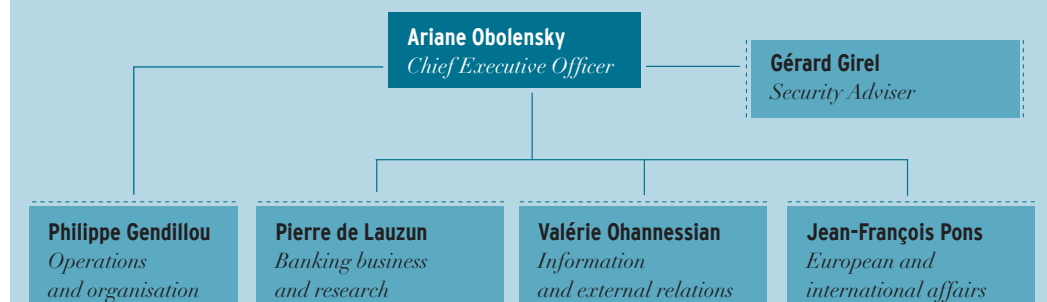 Ariane Obolensky
Chief Executive Officer
Gérard Girel
Security Adviser
Philippe Gendillou
Operations
and organisation
Pierre de Lauzun
Banking business
and research
Valérie Ohannessian
Information
and external relations
Jean-François Pons
European and
international affairs